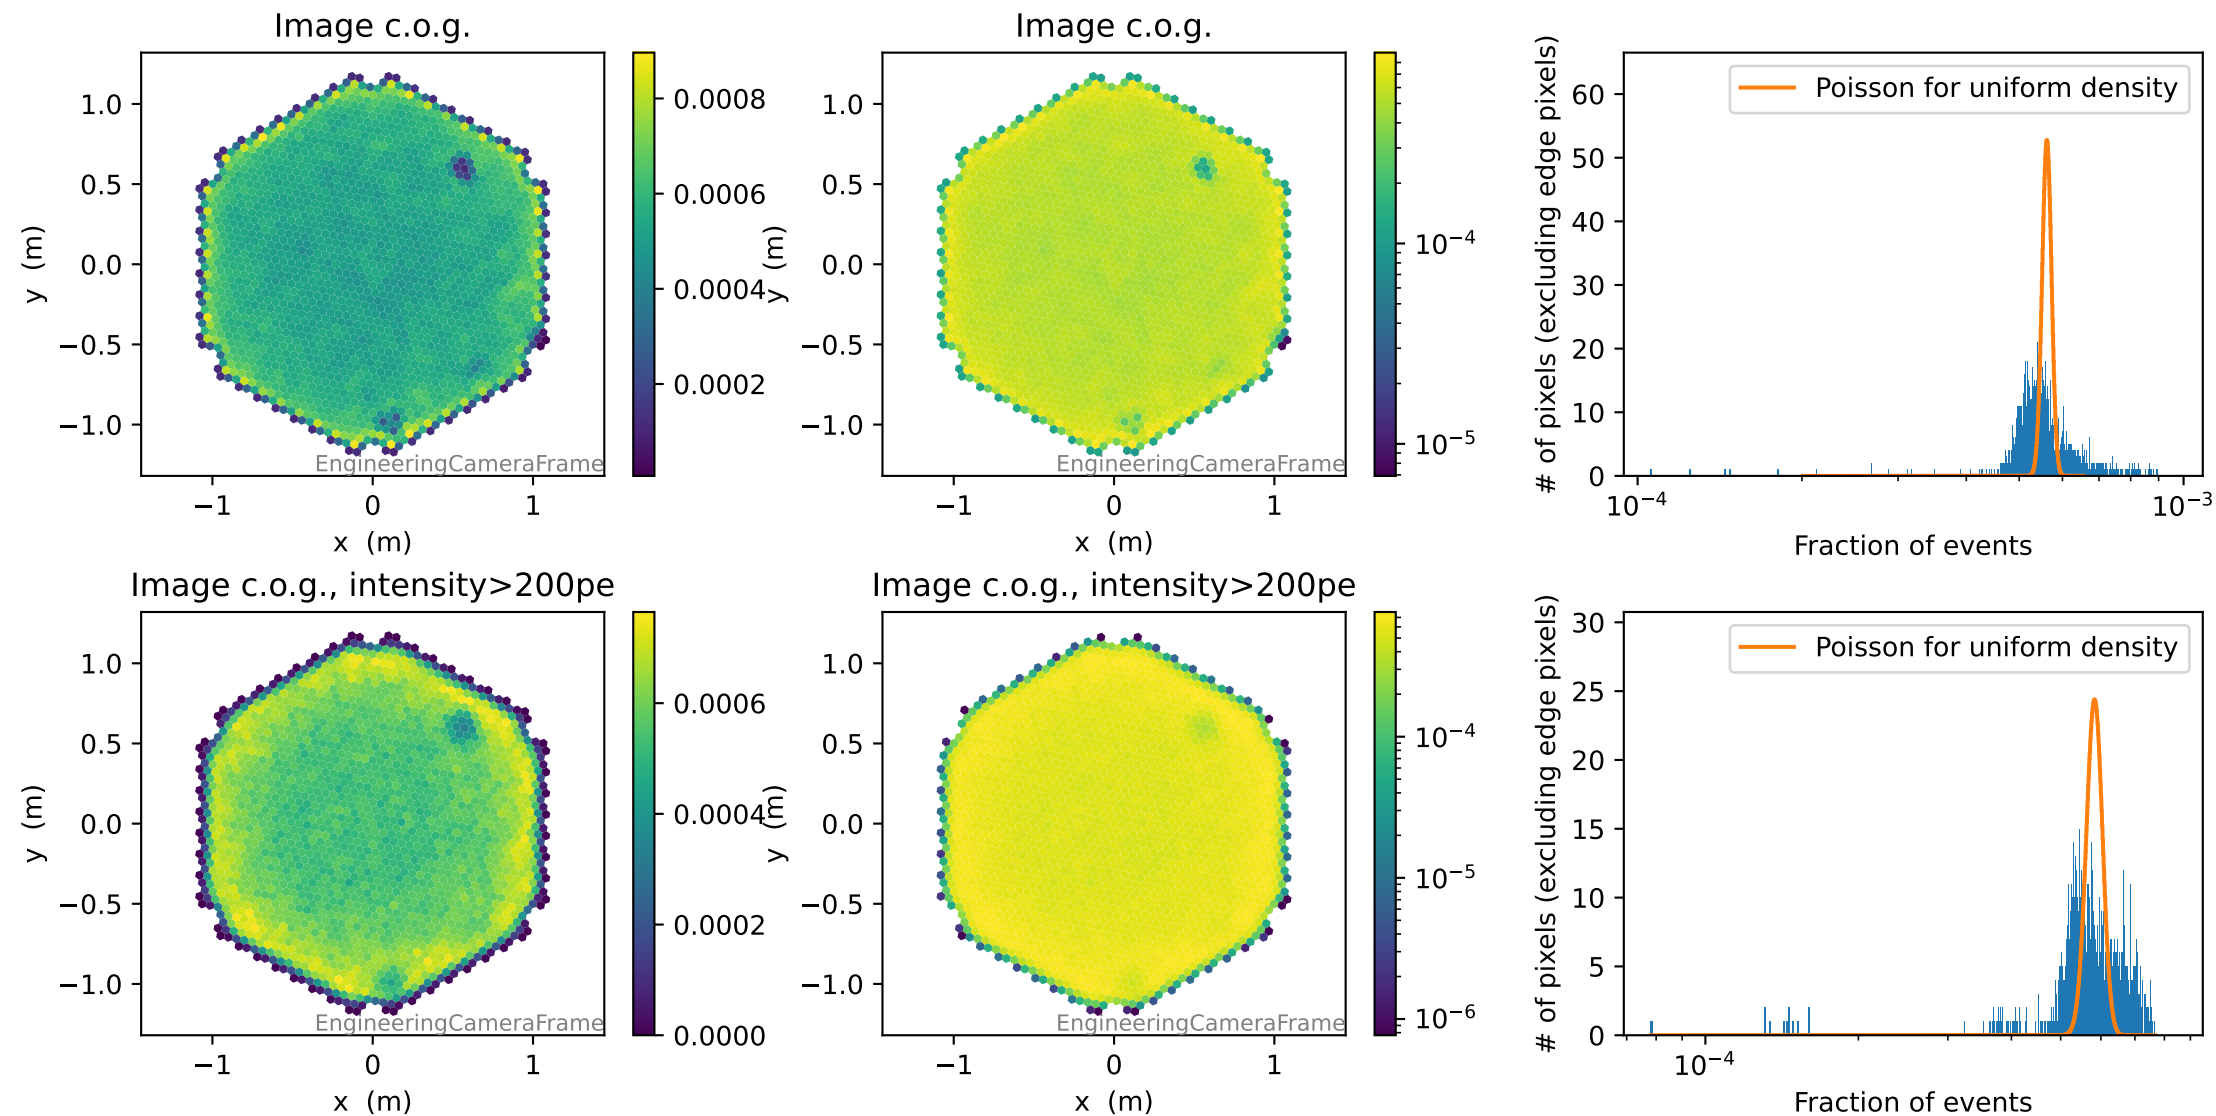 Image c.o.g.
1.0
0.5
0.0
−0.5
−1.0
y (m)
−1
0
1
x (m)
EngineeringCameraFrame
0.0008
0.0006
0.0004
0.0002
Image c.o.g.
1.0
0.5
0.0
−0.5
−1.0
y (m)
−1
0
1
x (m)
EngineeringCameraFrame
10⁻⁴
10⁻⁵
# of pixels (excluding edge pixels)
60
50
40
30
20
10
0
Poisson for uniform density
10⁻⁴
10⁻³
Fraction of events
Image c.o.g., intensity>200pe
1.0
0.5
0.0
−0.5
−1.0
y (m)
−1
0
1
x (m)
EngineeringCameraFrame
0.0006
0.0004
0.0002
0.0000
Image c.o.g., intensity>200pe
1.0
0.5
0.0
−0.5
−1.0
y (m)
−1
0
1
x (m)
EngineeringCameraFrame
10⁻⁴
10⁻⁵
10⁻⁶
# of pixels (excluding edge pixels)
30
25
20
15
10
5
0
Poisson for uniform density
10⁻⁴
Fraction of events